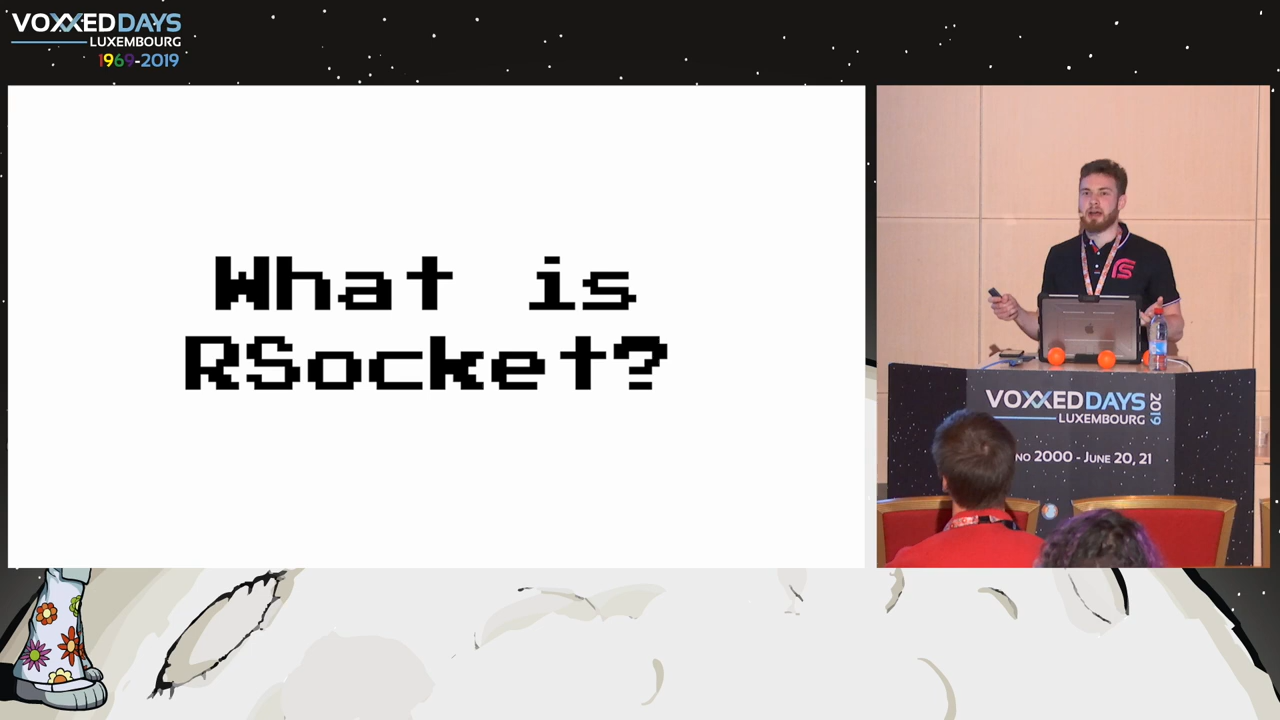 VOXXED DAYS
LUXEMBOURG
1969-2019
What is
RSocket?
VOXXED DAYS
LUXEMBOURG
2019
NO 2000 - JUNE 20, 21